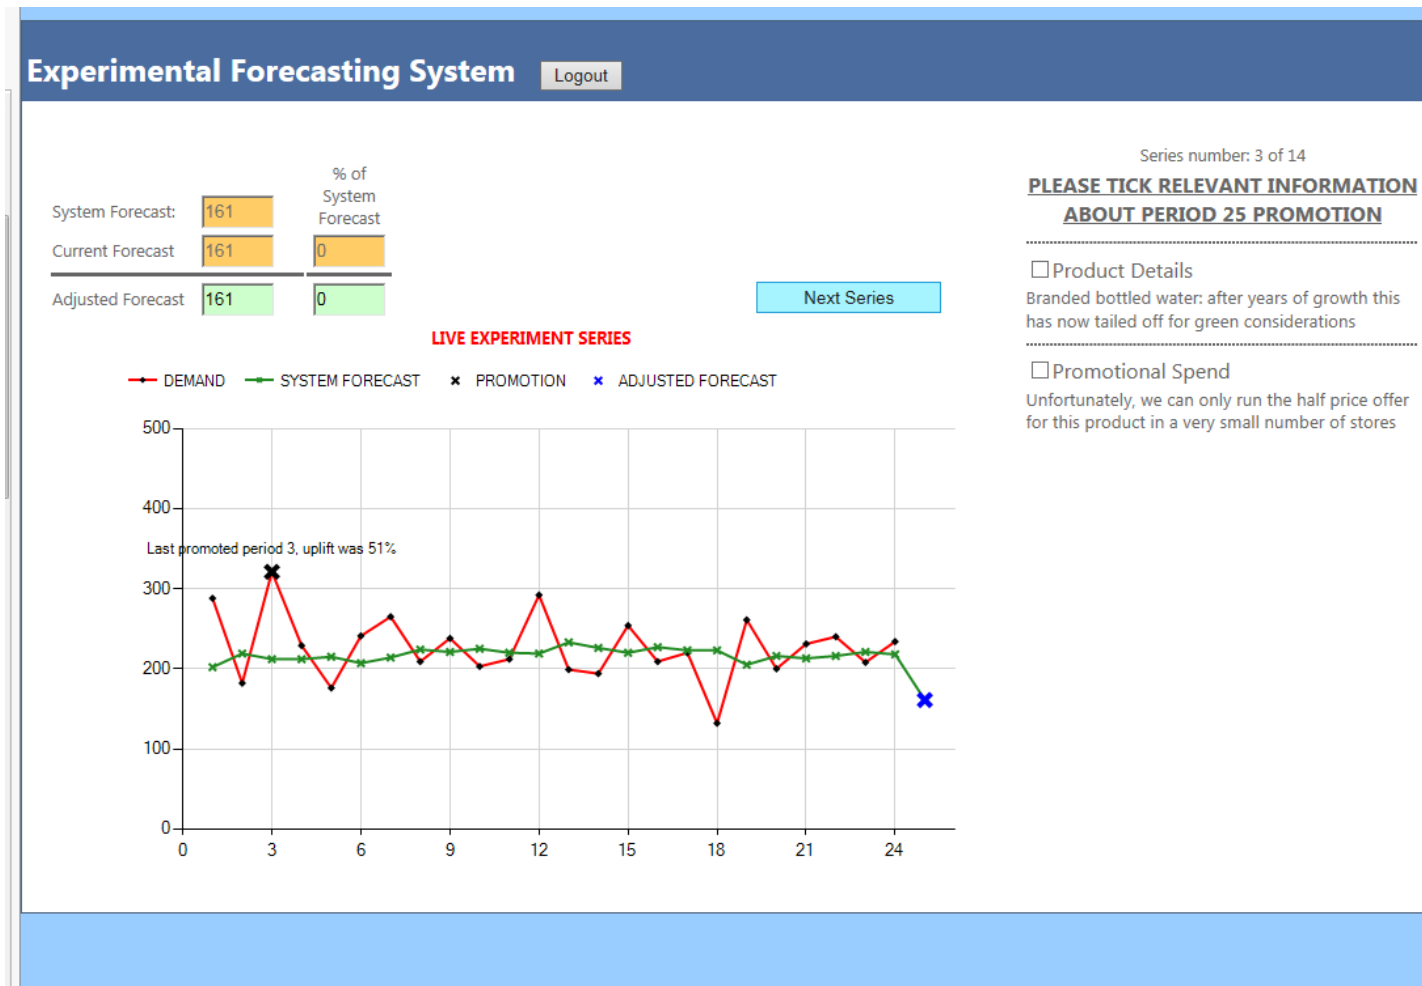 Experimental Forecasting System
Logout
% of
System
Forecast
System Forecast:
161
Current Forecast
161
0
Adjusted Forecast
161
0
Next Series
LIVE EXPERIMENT SERIES
DEMAND
SYSTEM FORECAST
PROMOTION
ADJUSTED FORECAST
500
400
Last promoted period 3, uplift was 51%
300
200
100
0
0
3
6
9
12
15
18
21
24
Series number: 3 of 14
PLEASE TICK RELEVANT INFORMATION
ABOUT PERIOD 25 PROMOTION
Product Details
Branded bottled water: after years of growth this
has now tailed off for green considerations
Promotional Spend
Unfortunately, we can only run the half price offer
for this product in a very small number of stores